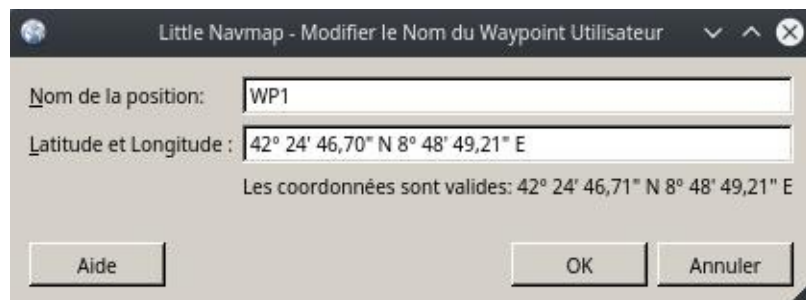 Little Navmap - Modifier le Nom du Waypoint Utilisateur
Nom de la position: WP1
Latitude et Longitude : 42° 24' 46,70" N 8° 48' 49,21" E
Les coordonnées sont valides: 42° 24' 46,71" N 8° 48' 49,21" E
Aide OK Annuler